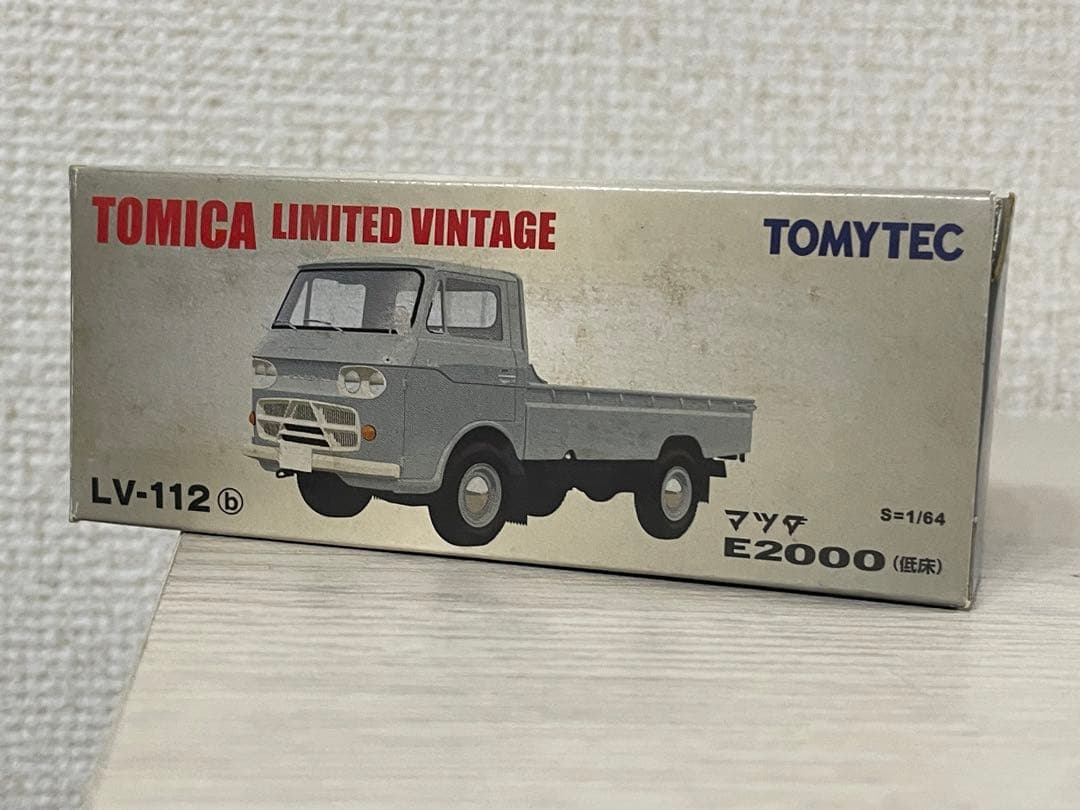 TOMICA LIMITED VINTAGE
TOMYTEC
LV-112 ⓑ
マツダ
E2000 (低床)
S=1/64